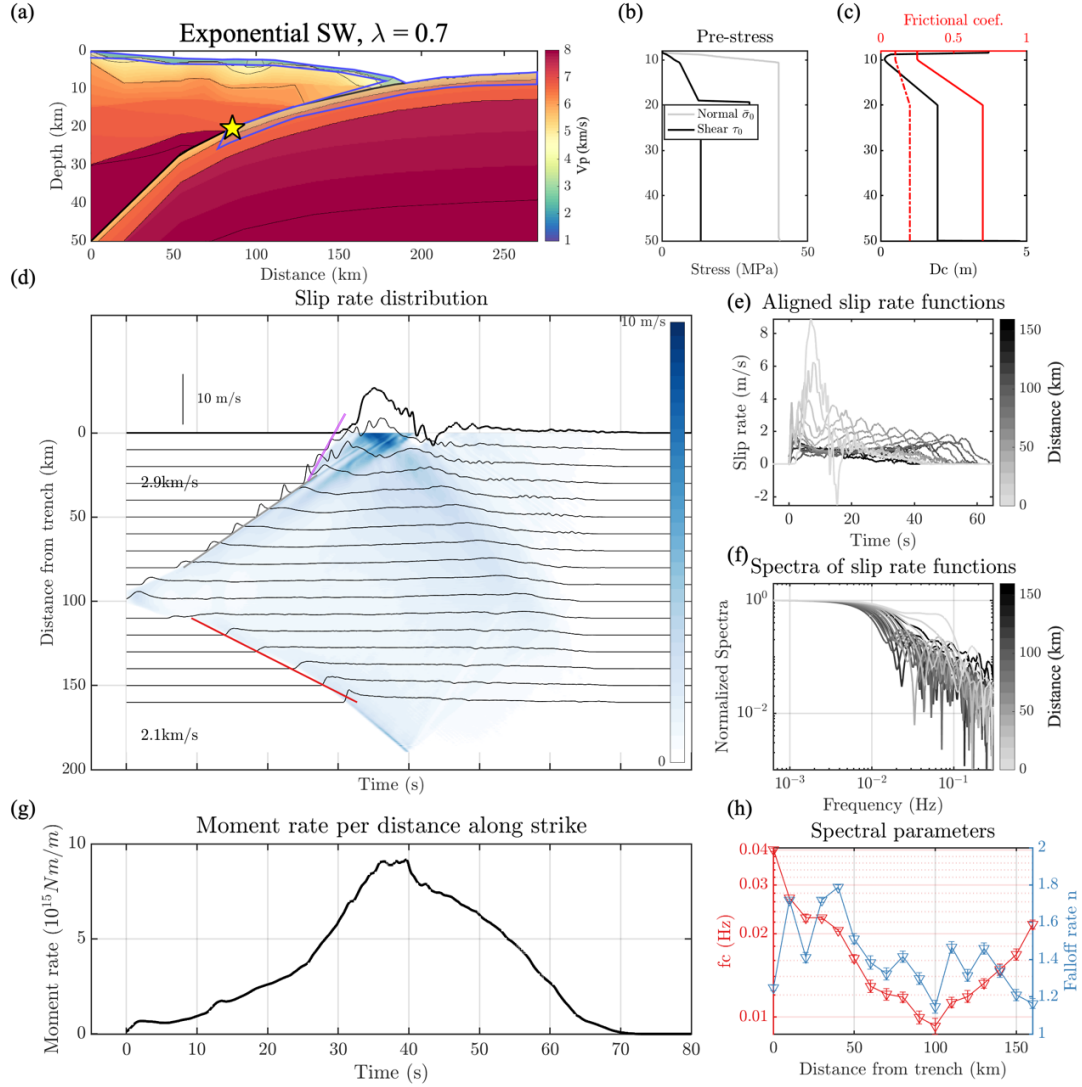 (a)
Exponential SW, λ = 0.7
0
10
20
30
40
50
Depth (km)
0
50
100
150
200
250
Distance (km)
8
7
6
5
4
3
2
1
Vp (km/s)
(b)
Pre-stress
10
20
30
40
50
Normal σ̄₀
Shear τ₀
0
50
Stress (MPa)
(c)
Frictional coef.
0
0.5
1
10
20
30
40
50
0
5
Dc (m)
(d)
Slip rate distribution
10 m/s
10 m/s
0
50
100
150
200
Distance from trench (km)
2.9km/s
2.1km/s
0
Time (s)
(e)
Aligned slip rate functions
8
6
4
2
0
-2
Slip rate (m/s)
0
20
40
60
Time (s)
150
100
50
0
Distance (km)
(f)
Spectra of slip rate functions
10⁰
10⁻²
Normalized Spectra
10⁻³
10⁻²
10⁻¹
Frequency (Hz)
150
100
50
0
Distance (km)
(g)
Moment rate per distance along strike
10
5
0
Moment rate (10¹⁵Nm/m)
0
10
20
30
40
50
60
70
80
Time (s)
(h)
Spectral parameters
0.04
0.03
0.02
0.01
fc (Hz)
2
1.8
1.6
1.4
1.2
1
Falloff rate n
0
50
100
150
Distance from trench (km)